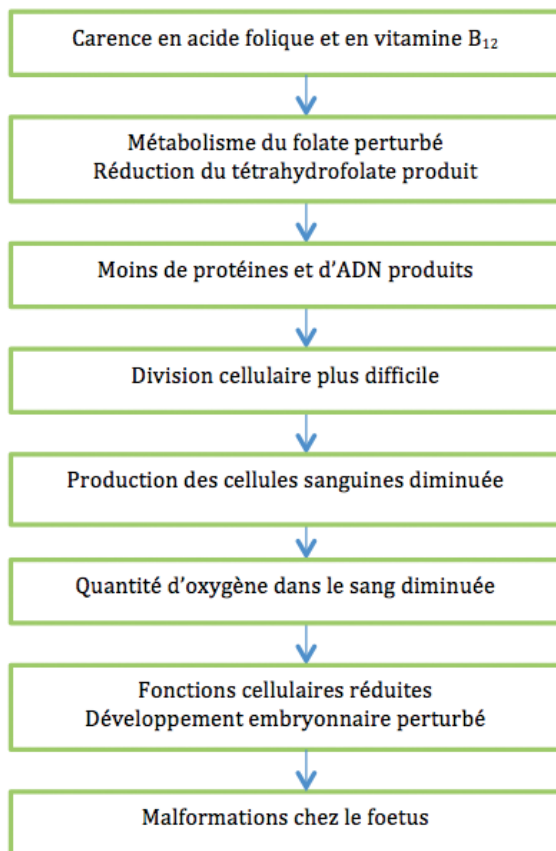 Carence en acide folique et en vitamine B₁₂
Métabolisme du folate perturbé
Réduction du tétrahydrofolate produit
Moins de protéines et d’ADN produits
Division cellulaire plus difficile
Production des cellules sanguines diminuée
Quantité d’oxygène dans le sang diminuée
Fonctions cellulaires réduites
Développement embryonnaire perturbé
Malformations chez le foetus